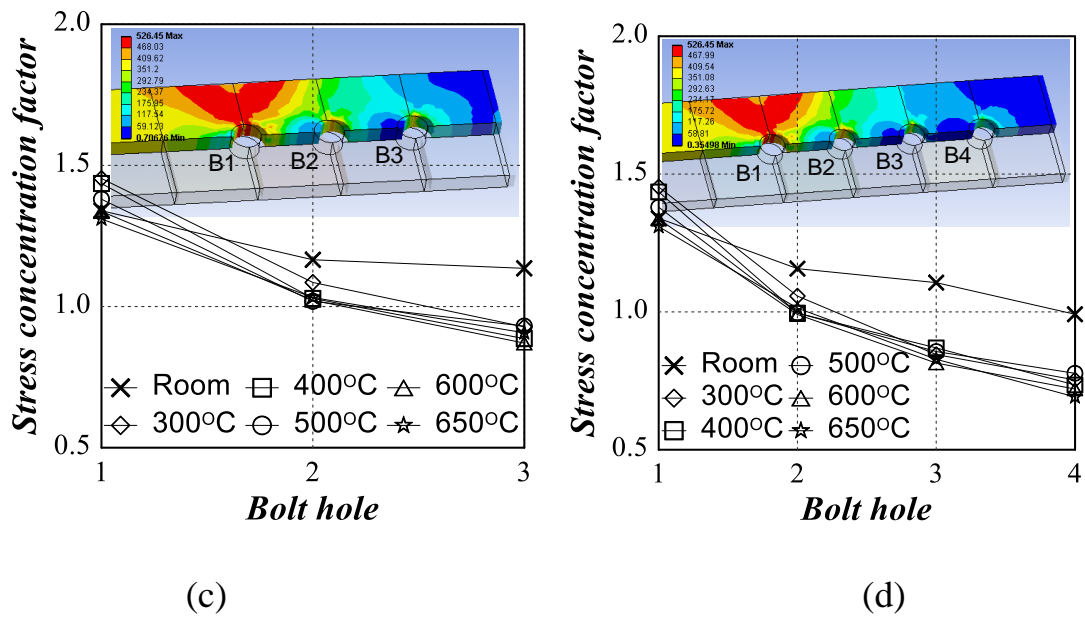 2.0
1.5
1.0
0.5
Stress concentration factor
526.45 Max
468.03
409.62
351.2
292.79
234.37
175.95
117.54
59.123
0.70676 Min
B1
B2
B3
Room
400°C
600°C
300°C
500°C
650°C
1
2
3
Bolt hole
(c)
2.0
1.5
1.0
0.5
Stress concentration factor
526.45 Max
467.99
409.54
351.08
292.63
234.17
175.72
117.26
58.81
0.35498 Min
B1
B2
B3
B4
Room
500°C
300°C
600°C
400°C
650°C
1
2
3
4
Bolt hole
(d)